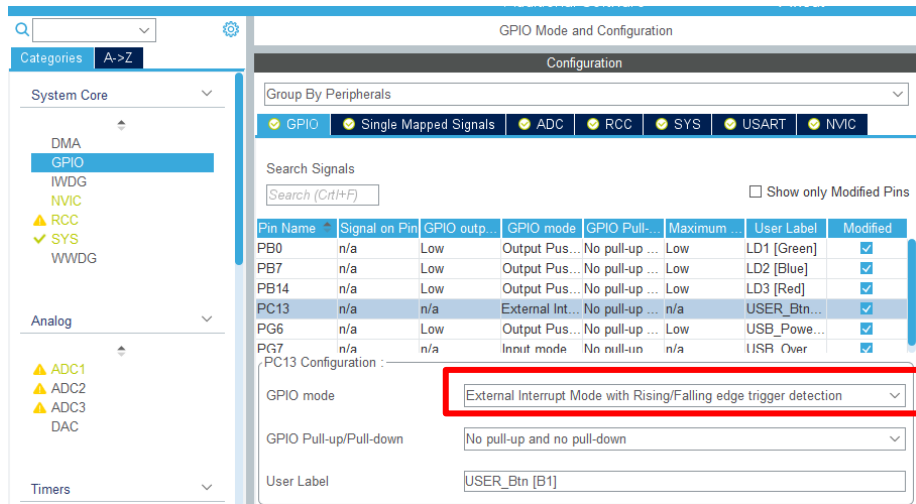 GPIO Mode and Configuration
Categories A->Z
Configuration
System Core
Group By Peripherals
GPIO Single Mapped Signals ADC RCC SYS USART NVIC
DMA
GPIO
IWDG
NVIC
RCC
SYS
WWDG
Search Signals
Search (Crtl+F)
Show only Modified Pins
Pin Name Signal on Pin GPIO outp... GPIO mode GPIO Pull-... Maximum ... User Label Modified
PB0 n/a Low Output Pus... No pull-up ... Low LD1 [Green]
PB7 n/a Low Output Pus... No pull-up ... Low LD2 [Blue]
PB14 n/a Low Output Pus... No pull-up ... Low LD3 [Red]
PC13 n/a n/a External Int... No pull-up ... n/a USER_Btn...
PG6 n/a Low Output Pus... No pull-up ... Low USB_Powe...
PG7 n/a n/a Input mode No pull-up n/a USB_Over
Analog
ADC1
ADC2
ADC3
DAC
Timers
PC13 Configuration :
GPIO mode External Interrupt Mode with Rising/Falling edge trigger detection
GPIO Pull-up/Pull-down No pull-up and no pull-down
User Label USER_Btn [B1]